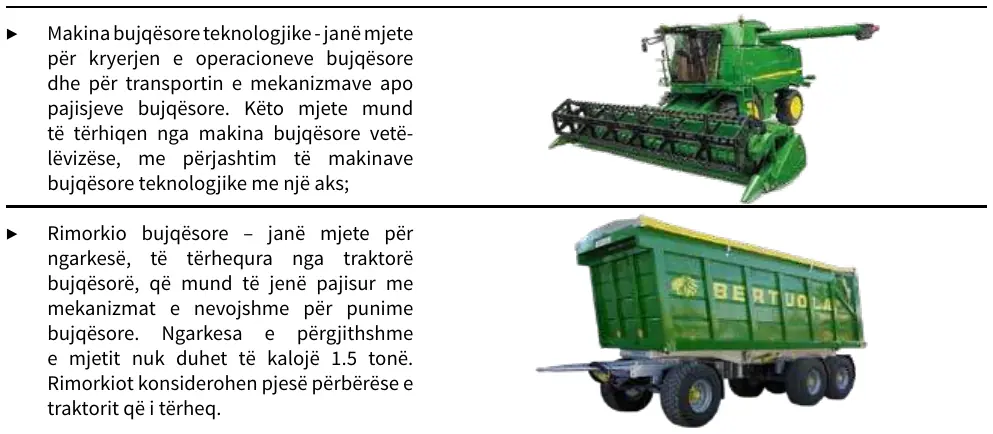 ▶ Makina bujqësore teknologjike - janë mjete
për kryerjen e operacioneve bujqësore
dhe për transportin e mekanizmave apo
pajisjeve bujqësore. Këto mjete mund
të tërhiqen nga makina bujqësore vetë-
lëvizëse, me përjashtim të makinave
bujqësore teknologjike me një aks;
▶ Rimorkio bujqësore – janë mjete për
ngarkesë, të tërhequra nga traktorë
bujqësorë, që mund të jenë pajisur me
mekanizmat e nevojshme për punime
bujqësore. Ngarkesa e përgjithshme
e mjetit nuk duhet të kalojë 1.5 tonë.
Rimorkiot konsiderohen pjesë përbërëse e
traktorit që i tërheq.
BERTUOLA